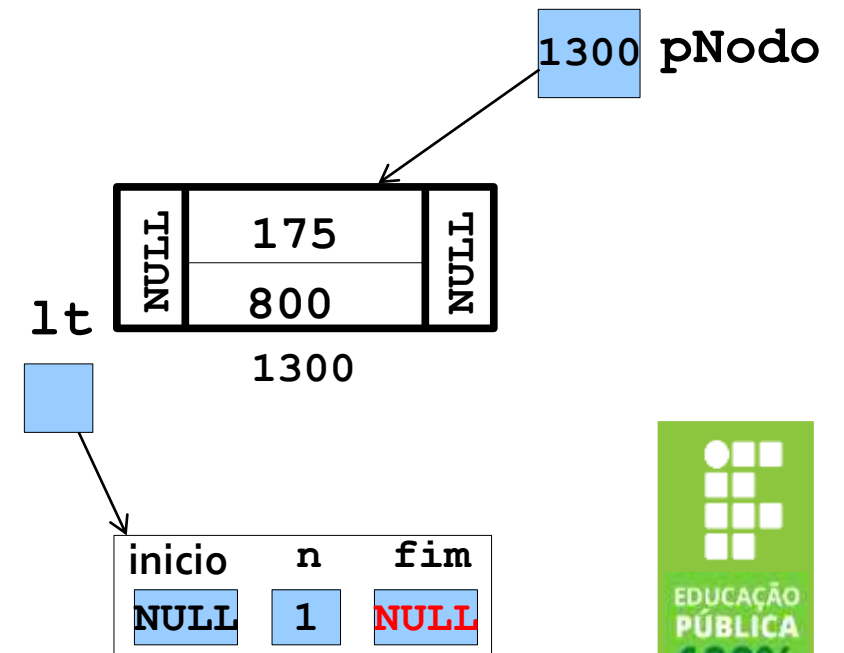 1300 pNodo
NULL 175 NULL
800
lt
1300
inicio n fim
NULL 1 NULL
EDUCAÇÃO
PÚBLICA